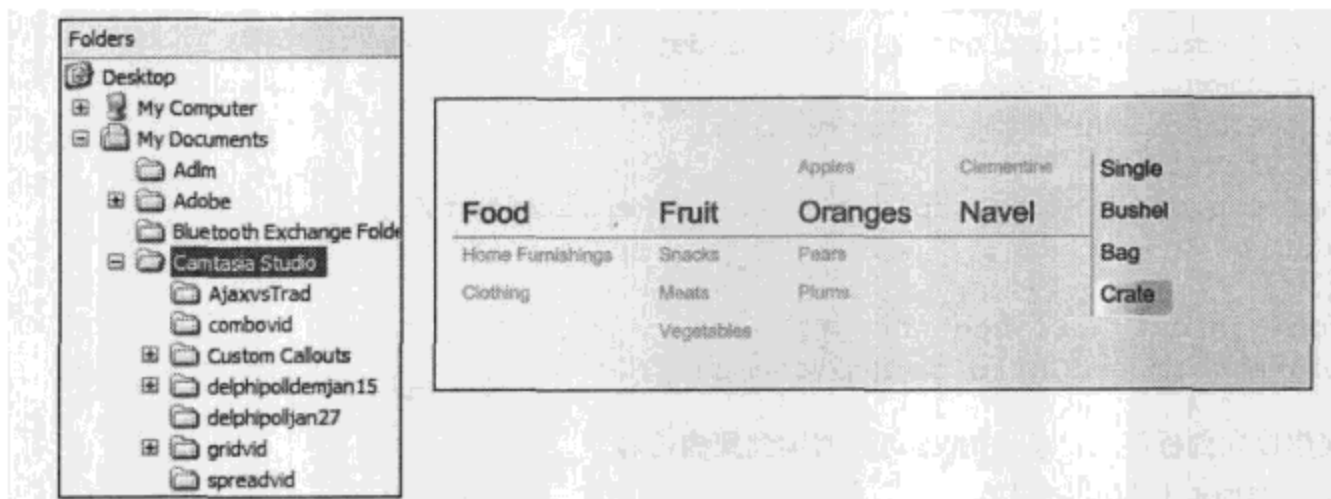 Folders
Desktop
My Computer
My Documents
Adlm
Adobe
Bluetooth Exchange Folde
Camtasia Studio
AjaxvsTrad
combovid
Custom Callouts
delphipolldemjan15
delphipolljan27
gridvid
spreadvid
Apples Clementine Single
Food Fruit Oranges Navel Bushel
Home Furnishings Snacks Pears Bag
Clothing Meats Plums Crate
Vegetables